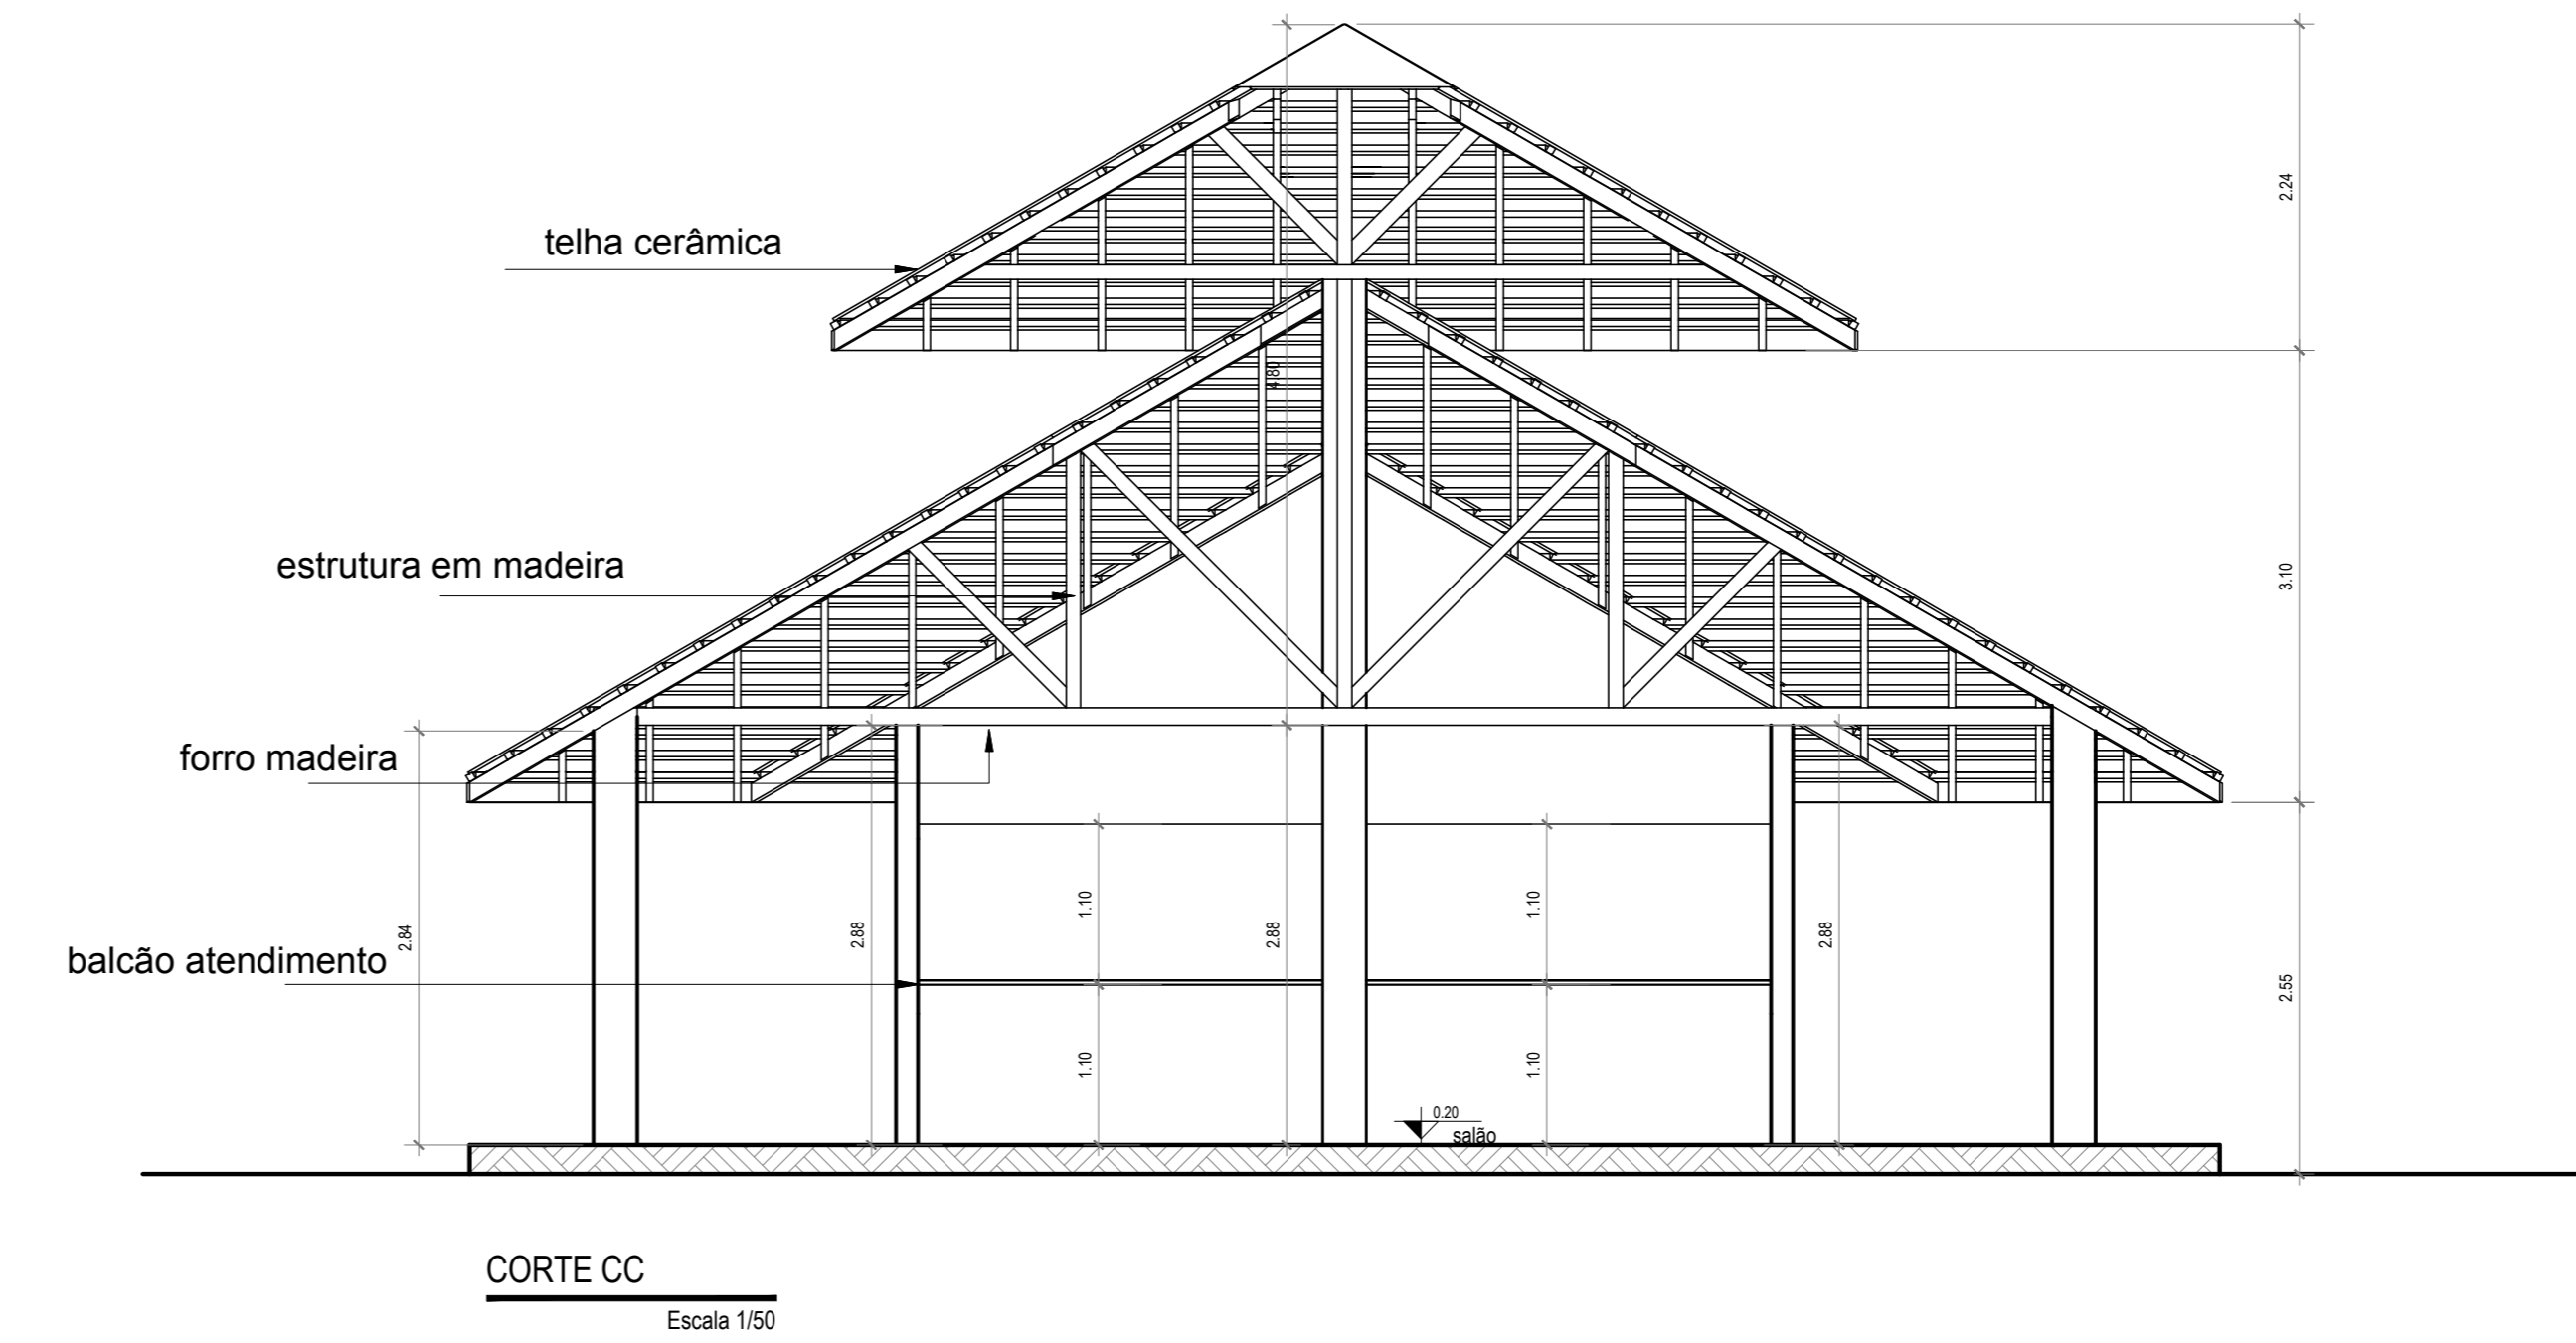 2.24
telha cerâmica
4.80
estrutura em madeira
3.10
forro madeira
1.10
1.10
2.84
2.88
2.88
2.88
balcão atendimento
2.55
1.10
1.10
0.20
salão
CORTE CC
Escala 1/50